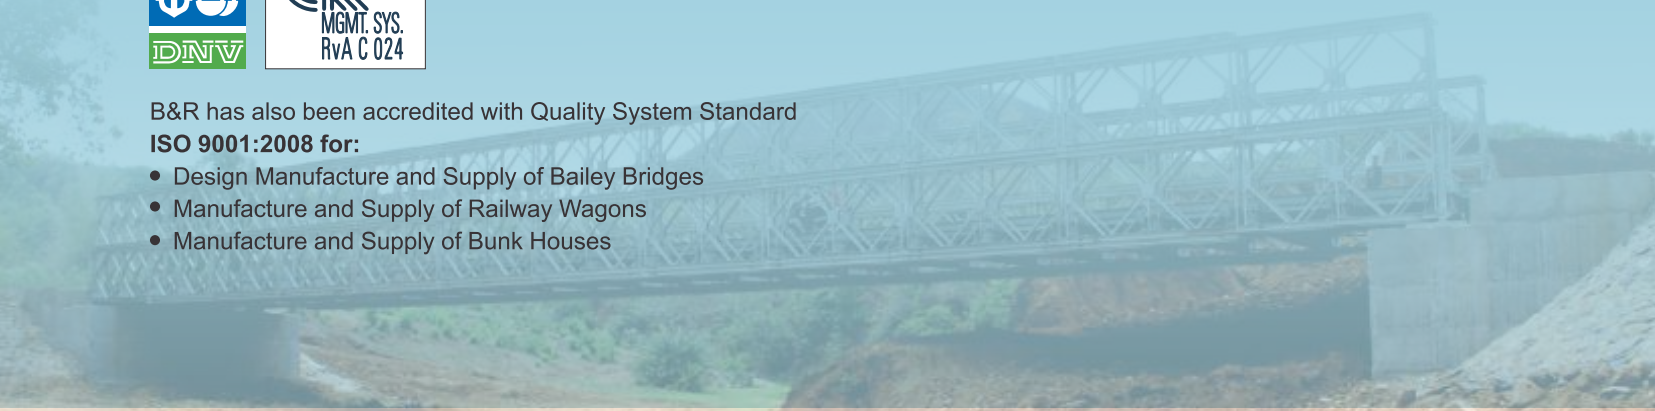 MGMT. SYS.
RvA C 024
DNV
B&R has also been accredited with Quality System Standard
ISO 9001:2008 for:
• Design Manufacture and Supply of Bailey Bridges
• Manufacture and Supply of Railway Wagons
• Manufacture and Supply of Bunk Houses